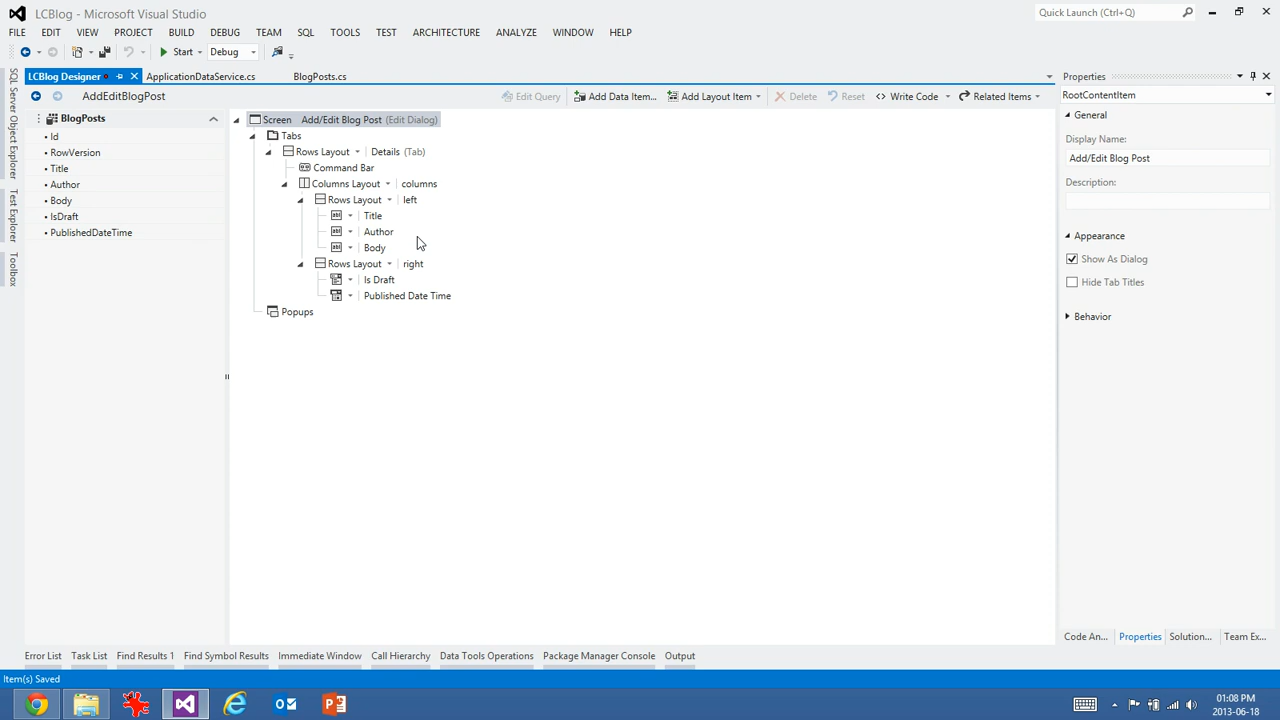 LCBlog - Microsoft Visual Studio
Quick Launch (Ctrl+Q)
FILE EDIT VIEW PROJECT BUILD DEBUG TEAM SQL TOOLS TEST ARCHITECTURE ANALYZE WINDOW HELP
Start Debug
SQL Server Object Explorer
Test Explorer
Toolbox
LCBlog Designer ApplicationDataService.cs BlogPosts.cs
AddEditBlogPost
Edit Query Add Data Item... Add Layout Item Delete Reset Write Code Related Items
BlogPosts
Id
RowVersion
Title
Author
Body
IsDraft
PublishedDateTime
Screen Add/Edit Blog Post (Edit Dialog)
Tabs
Rows Layout Details (Tab)
Command Bar
Columns Layout columns
Rows Layout left
abl Title
abl Author
abl Body
Rows Layout right
Is Draft
Published Date Time
Popups
Properties
RootContentItem
General
Display Name:
Add/Edit Blog Post
Description:
Appearance
Show As Dialog
Hide Tab Titles
Behavior
Code An... Properties Solution... Team Ex...
Error List Task List Find Results 1 Find Symbol Results Immediate Window Call Hierarchy Data Tools Operations Package Manager Console Output
Item(s) Saved
01:08 PM
2013-06-18